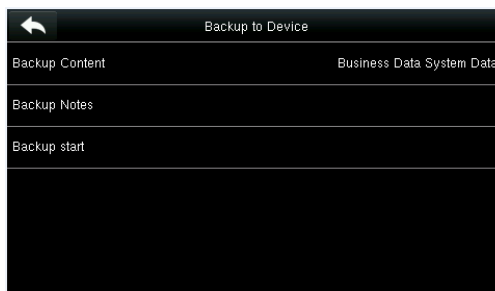 Backup to Device
Backup Content Business Data System Data
Backup Notes
Backup start